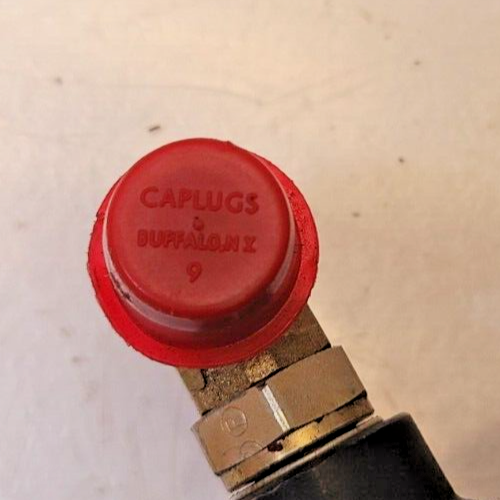 CAPLUGS
BUFFALO, N.Y.
9